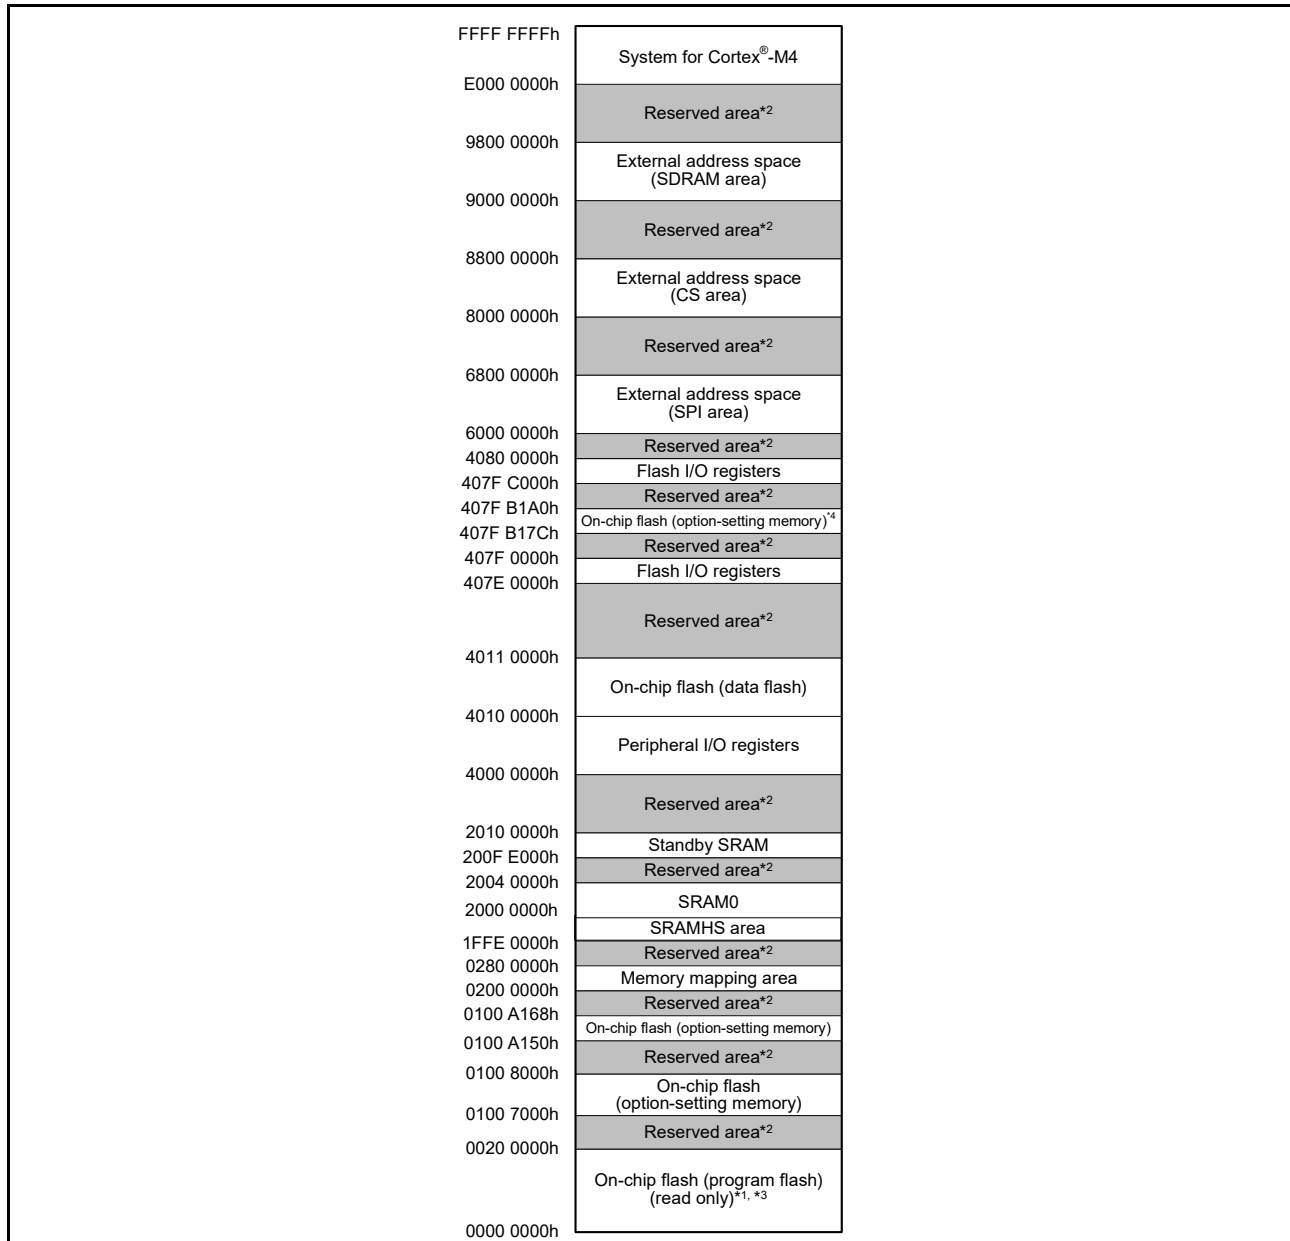 FFFF FFFFh
System for Cortex®-M4
E000 0000h
Reserved area*2
9800 0000h
External address space
(SDRAM area)
9000 0000h
Reserved area*2
8800 0000h
External address space
(CS area)
8000 0000h
Reserved area*2
6800 0000h
External address space
(SPI area)
6000 0000h
Reserved area*2
4080 0000h
Flash I/O registers
407F C000h
Reserved area*2
407F B1A0h
On-chip flash (option-setting memory)*4
407F B17Ch
Reserved area*2
407F 0000h
Flash I/O registers
407E 0000h
Reserved area*2
4011 0000h
On-chip flash (data flash)
4010 0000h
Peripheral I/O registers
4000 0000h
Reserved area*2
2010 0000h
Standby SRAM
200F E000h
Reserved area*2
2004 0000h
SRAM0
2000 0000h
SRAMHS area
1FFE 0000h
Reserved area*2
0280 0000h
Memory mapping area
0200 0000h
Reserved area*2
0100 A168h
On-chip flash (option-setting memory)
0100 A150h
Reserved area*2
0100 8000h
On-chip flash
(option-setting memory)
0100 7000h
Reserved area*2
0020 0000h
On-chip flash (program flash)
(read only)*1, *3
0000 0000h